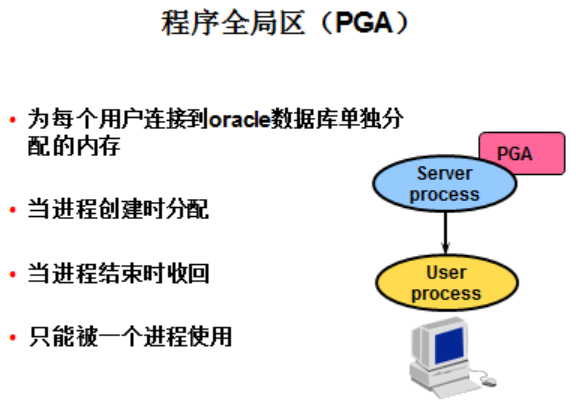 程序全局区（PGA）
• 为每个用户连接到oracle数据库单独分
配的内存
• 当进程创建时分配
• 当进程结束时收回
• 只能被一个进程使用
PGA
Server
process
User
process